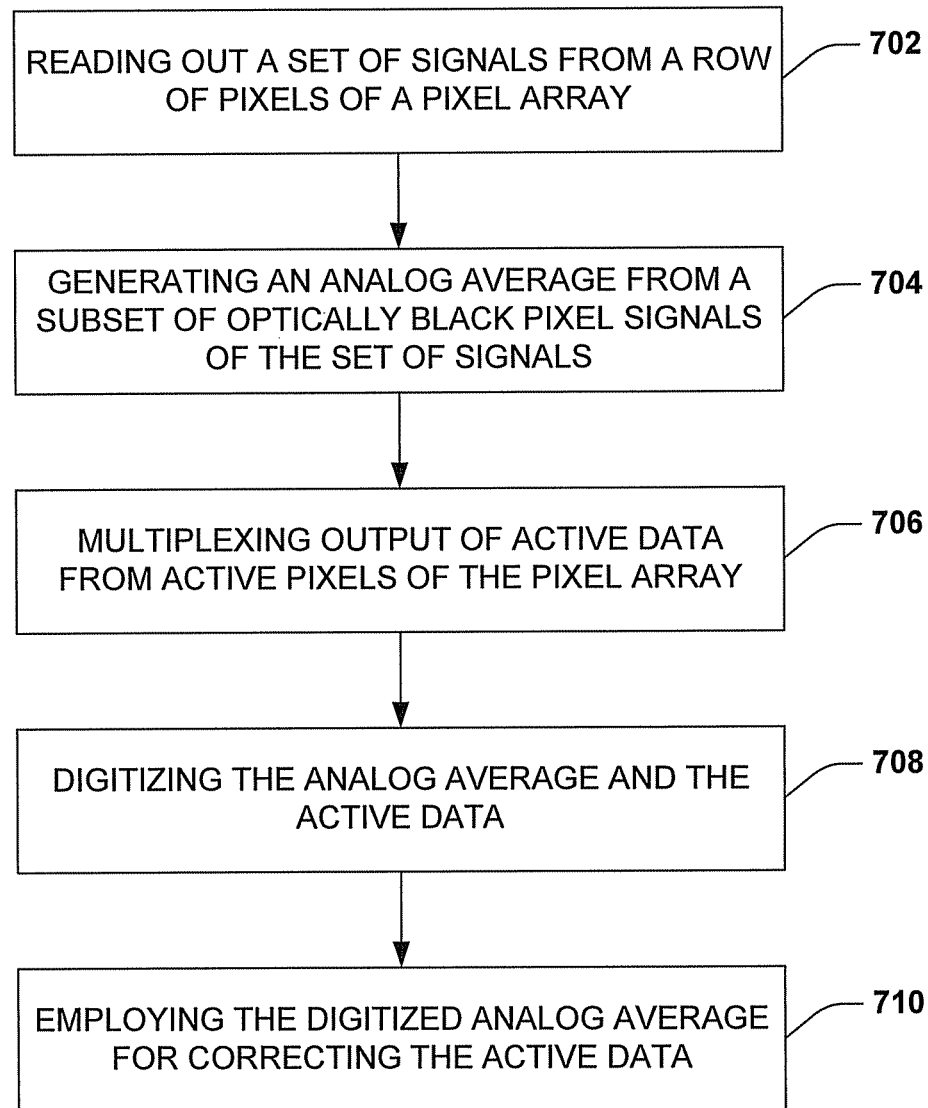 READING OUT A SET OF SIGNALS FROM A ROW
OF PIXELS OF A PIXEL ARRAY
702
GENERATING AN ANALOG AVERAGE FROM A
SUBSET OF OPTICALLY BLACK PIXEL SIGNALS
OF THE SET OF SIGNALS
704
MULTIPLEXING OUTPUT OF ACTIVE DATA
FROM ACTIVE PIXELS OF THE PIXEL ARRAY
706
DIGITIZING THE ANALOG AVERAGE AND THE
ACTIVE DATA
708
EMPLOYING THE DIGITIZED ANALOG AVERAGE
FOR CORRECTING THE ACTIVE DATA
710